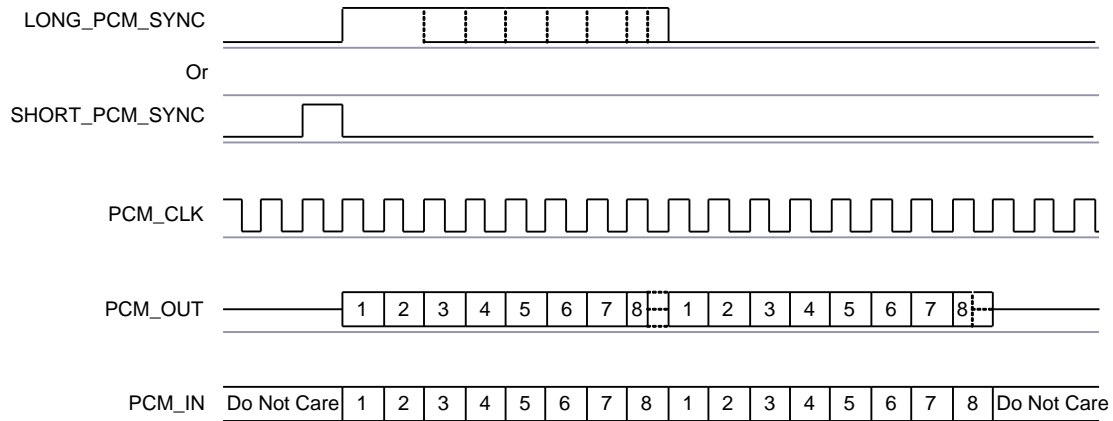 LONG_PCM_SYNC
Or
SHORT_PCM_SYNC
PCM_CLK
PCM_OUT 1 2 3 4 5 6 7 8 1 2 3 4 5 6 7 8
PCM_IN Do Not Care 1 2 3 4 5 6 7 8 1 2 3 4 5 6 7 8 Do Not Care